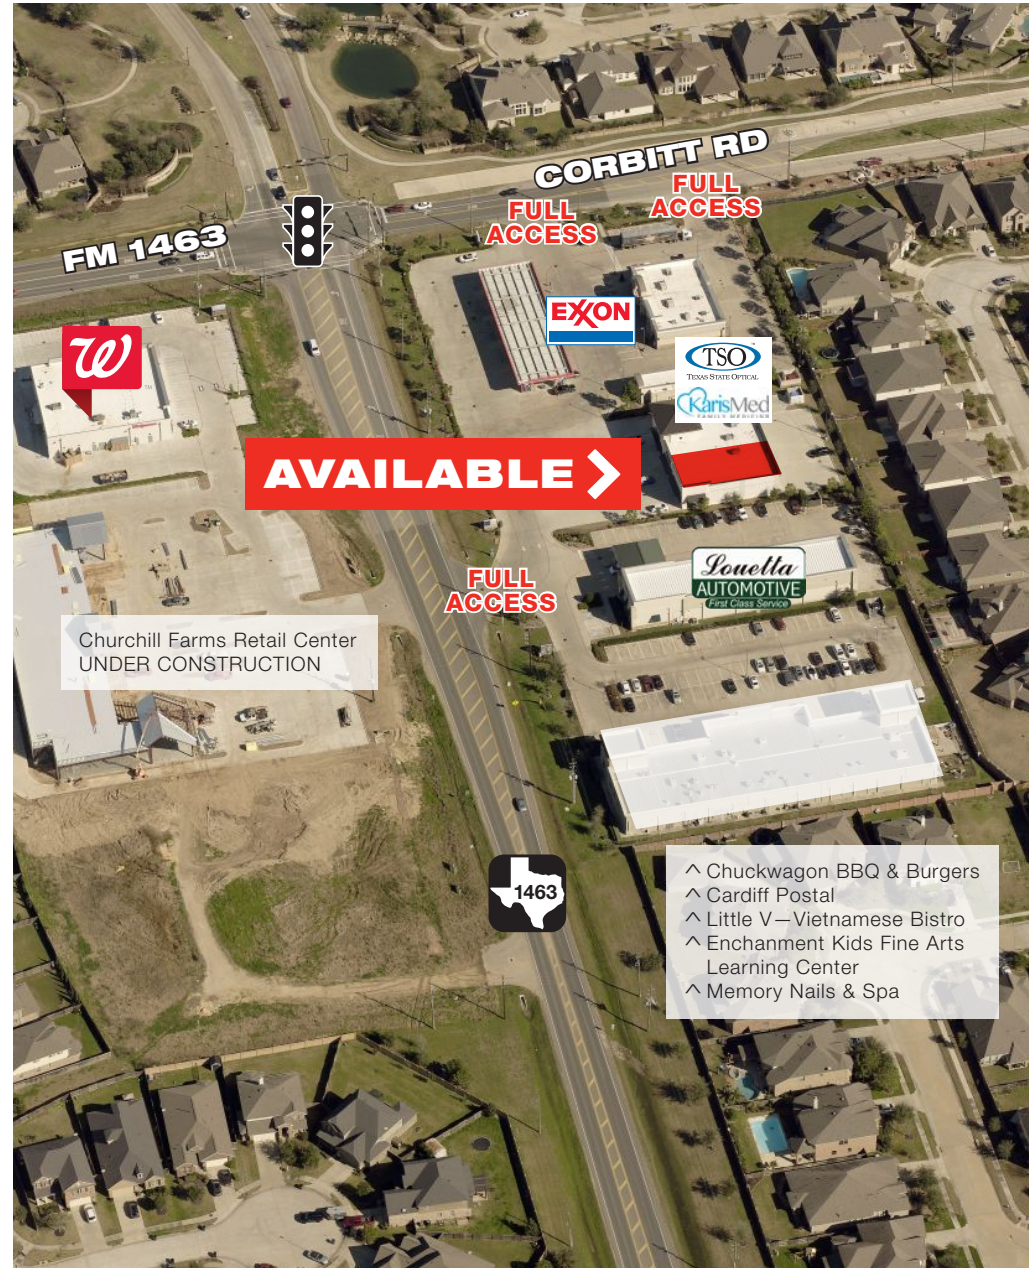 CORBITT RD
FULL
ACCESS
FULL
ACCESS
FM 1463
EXXON
W
TSO
TEXAS STATE OPTICAL
KarisMed
FAMILY MEDICINE
AVAILABLE >
Louetta
AUTOMOTIVE
First Class Service
FULL
ACCESS
Churchill Farms Retail Center
UNDER CONSTRUCTION
1463
^ Chuckwagon BBQ & Burgers
^ Cardiff Postal
^ Little V—Vietnamese Bistro
^ Enchanment Kids Fine Arts
Learning Center
^ Memory Nails & Spa